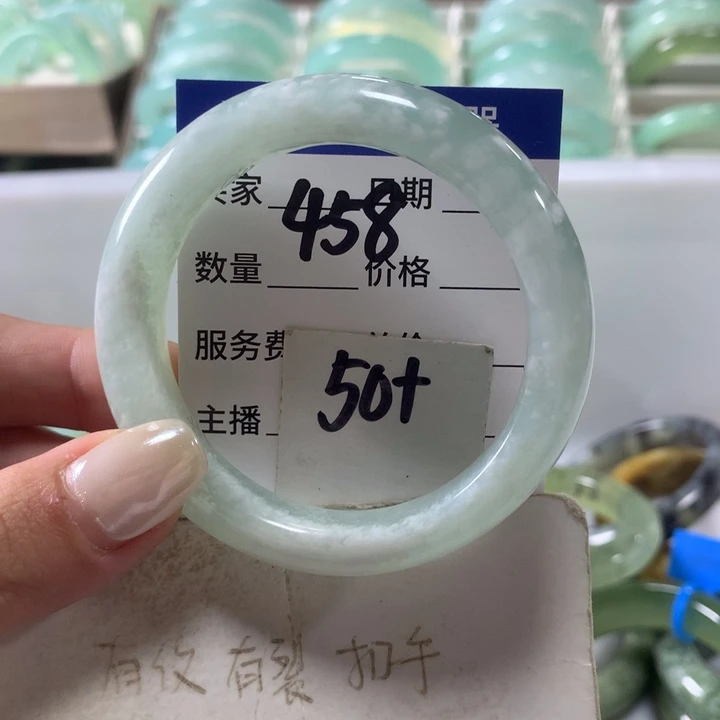 家 期
458
数量 价格
服务费
50+
主播
有纹 有裂 扣手